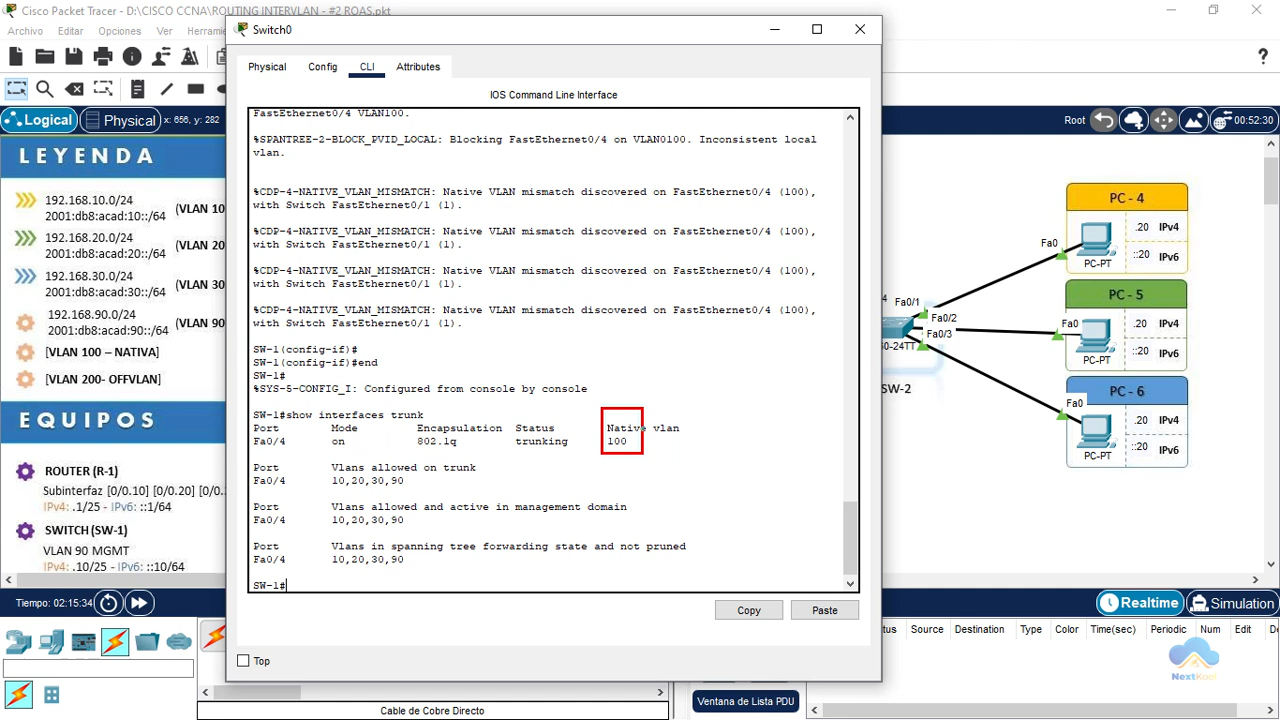 Cisco Packet Tracer - D:\CISCO CCNA\ROUTING INTERVLAN - #2 ROAS.pkt
Archivo Editar Opciones Ver Herramie
Switch0
Physical Config CLI Attributes
IOS Command Line Interface
Logical Physical x: 656, y: 282
Root 00:52:30
LEYENDA
192.168.10.0/24
2001:db8:acad:10::/64
(VLAN 10
192.168.20.0/24
2001:db8:acad:20::/64
(VLAN 20
192.168.30.0/24
2001:db8:acad:30::/64
(VLAN 30
192.168.90.0/24
2001:db8:acad:90::/64
(VLAN 90
[VLAN 100 – NATIVA]
[VLAN 200- OFFVLAN]
EQUIPOS
ROUTER (R-1)
Subinterfaz [0/0.10] [0/0.20] [0/0.3
IPv4: .1/25 - IPv6: ::1/64
SWITCH (SW-1)
VLAN 90 MGMT
IPv4: .10/25 - IPv6: ::10/64
FastEthernet0/4 VLAN100.
%SPANTREE-2-BLOCK_PVID_LOCAL: Blocking FastEthernet0/4 on VLAN0100. Inconsistent local
vlan.
%CDP-4-NATIVE_VLAN_MISMATCH: Native VLAN mismatch discovered on FastEthernet0/4 (100),
with Switch FastEthernet0/1 (1).
%CDP-4-NATIVE_VLAN_MISMATCH: Native VLAN mismatch discovered on FastEthernet0/4 (100),
with Switch FastEthernet0/1 (1).
%CDP-4-NATIVE_VLAN_MISMATCH: Native VLAN mismatch discovered on FastEthernet0/4 (100),
with Switch FastEthernet0/1 (1).
%CDP-4-NATIVE_VLAN_MISMATCH: Native VLAN mismatch discovered on FastEthernet0/4 (100),
with Switch FastEthernet0/1 (1).
SW-1(config-if)#
SW-1(config-if)#end
SW-1#
%SYS-5-CONFIG_I: Configured from console by console
SW-1#show interfaces trunk
Port Mode Encapsulation Status Native vlan
Fa0/4 on 802.1q trunking 100
Port Vlans allowed on trunk
Fa0/4 10,20,30,90
Port Vlans allowed and active in management domain
Fa0/4 10,20,30,90
Port Vlans in spanning tree forwarding state and not pruned
Fa0/4 10,20,30,90
SW-1#
Copy Paste
Top
PC - 4
Fa0
.20 IPv4
::20 IPv6
PC-PT
PC - 5
Fa0
.20 IPv4
::20 IPv6
PC-PT
PC - 6
Fa0
.20 IPv4
::20 IPv6
PC-PT
4 Fa0/1
Fa0/2
Fa0/3
0-24TT
SW-2
Tiempo: 02:15:34
Realtime Simulation
tus Source Destination Type Color Time(sec) Periodic Num Edit De
Ventana de Lista PDU
Cable de Cobre Directo
NextKool